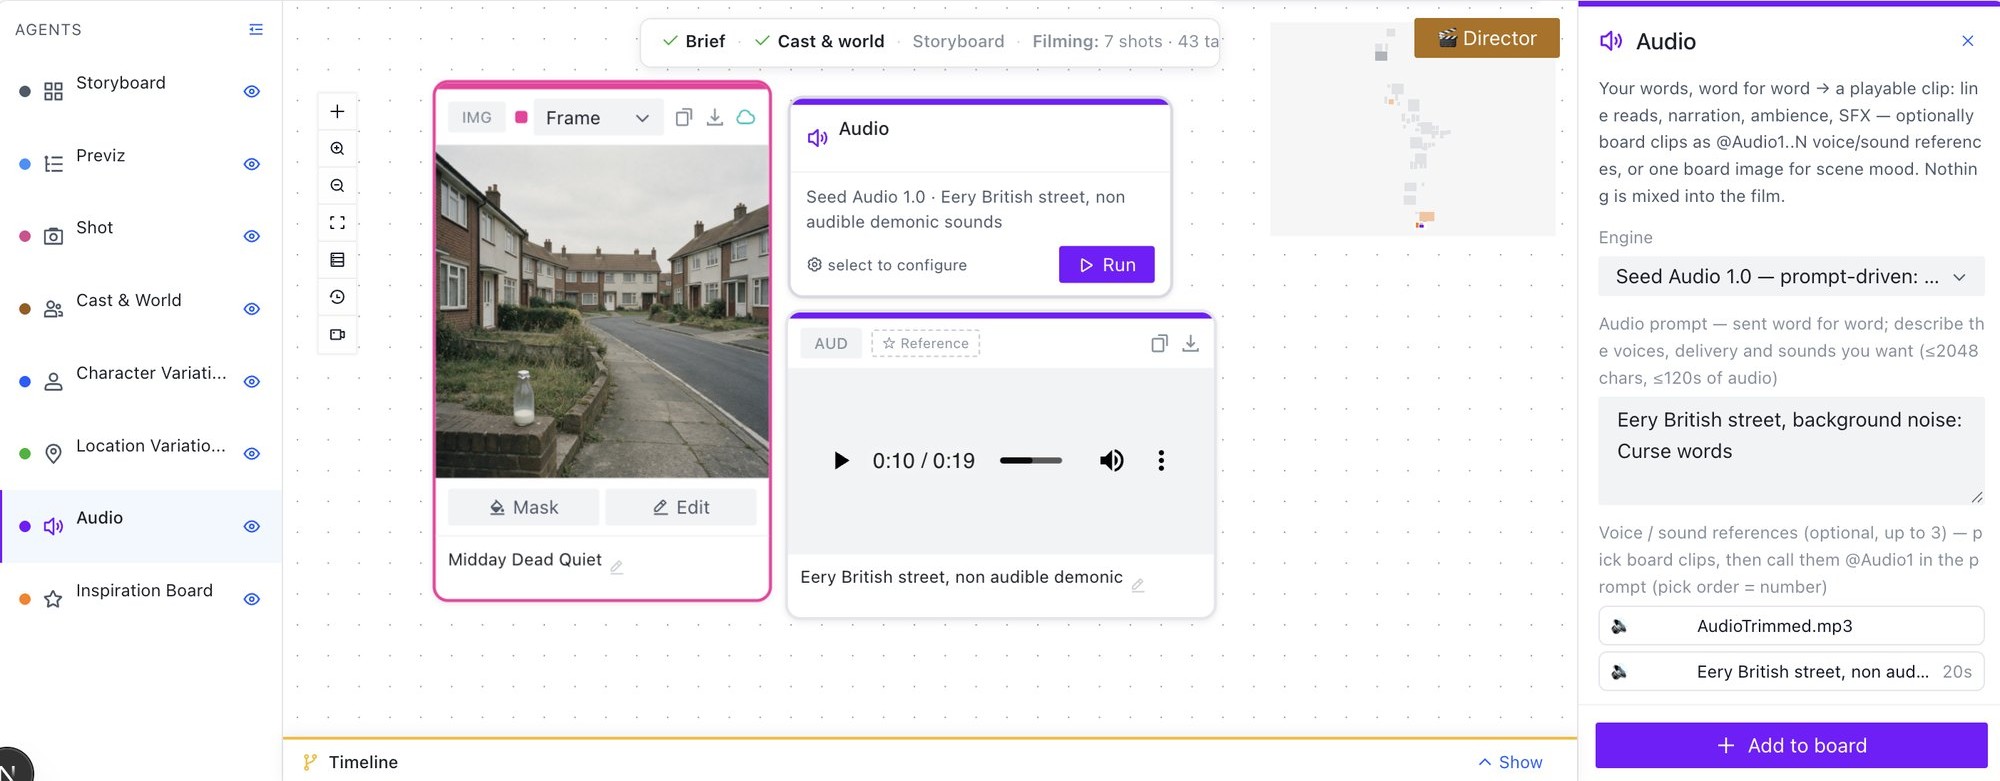 AGENTS
Storyboard
Previz
Shot
Cast & World
Character Variati...
Location Variatio...
Audio
Inspiration Board
Brief · Cast & world · Storyboard · Filming: 7 shots · 43 ta
Director
IMG
Frame
Mask
Edit
Midday Dead Quiet
Audio
Seed Audio 1.0 · Eery British street, non
audible demonic sounds
select to configure
Run
AUD
Reference
0:10 / 0:19
Eery British street, non audible demonic
Timeline
Show
Audio
Your words, word for word → a playable clip: lin
e reads, narration, ambience, SFX — optionally
board clips as @Audio1..N voice/sound referenc
es, or one board image for scene mood. Nothin
g is mixed into the film.
Engine
Seed Audio 1.0 — prompt-driven: ...
Audio prompt — sent word for word; describe th
e voices, delivery and sounds you want (≤2048
chars, ≤120s of audio)
Eery British street, background noise:
Curse words
Voice / sound references (optional, up to 3) — p
ick board clips, then call them @Audio1 in the p
rompt (pick order = number)
AudioTrimmed.mp3
Eery British street, non aud... 20s
Add to board
N